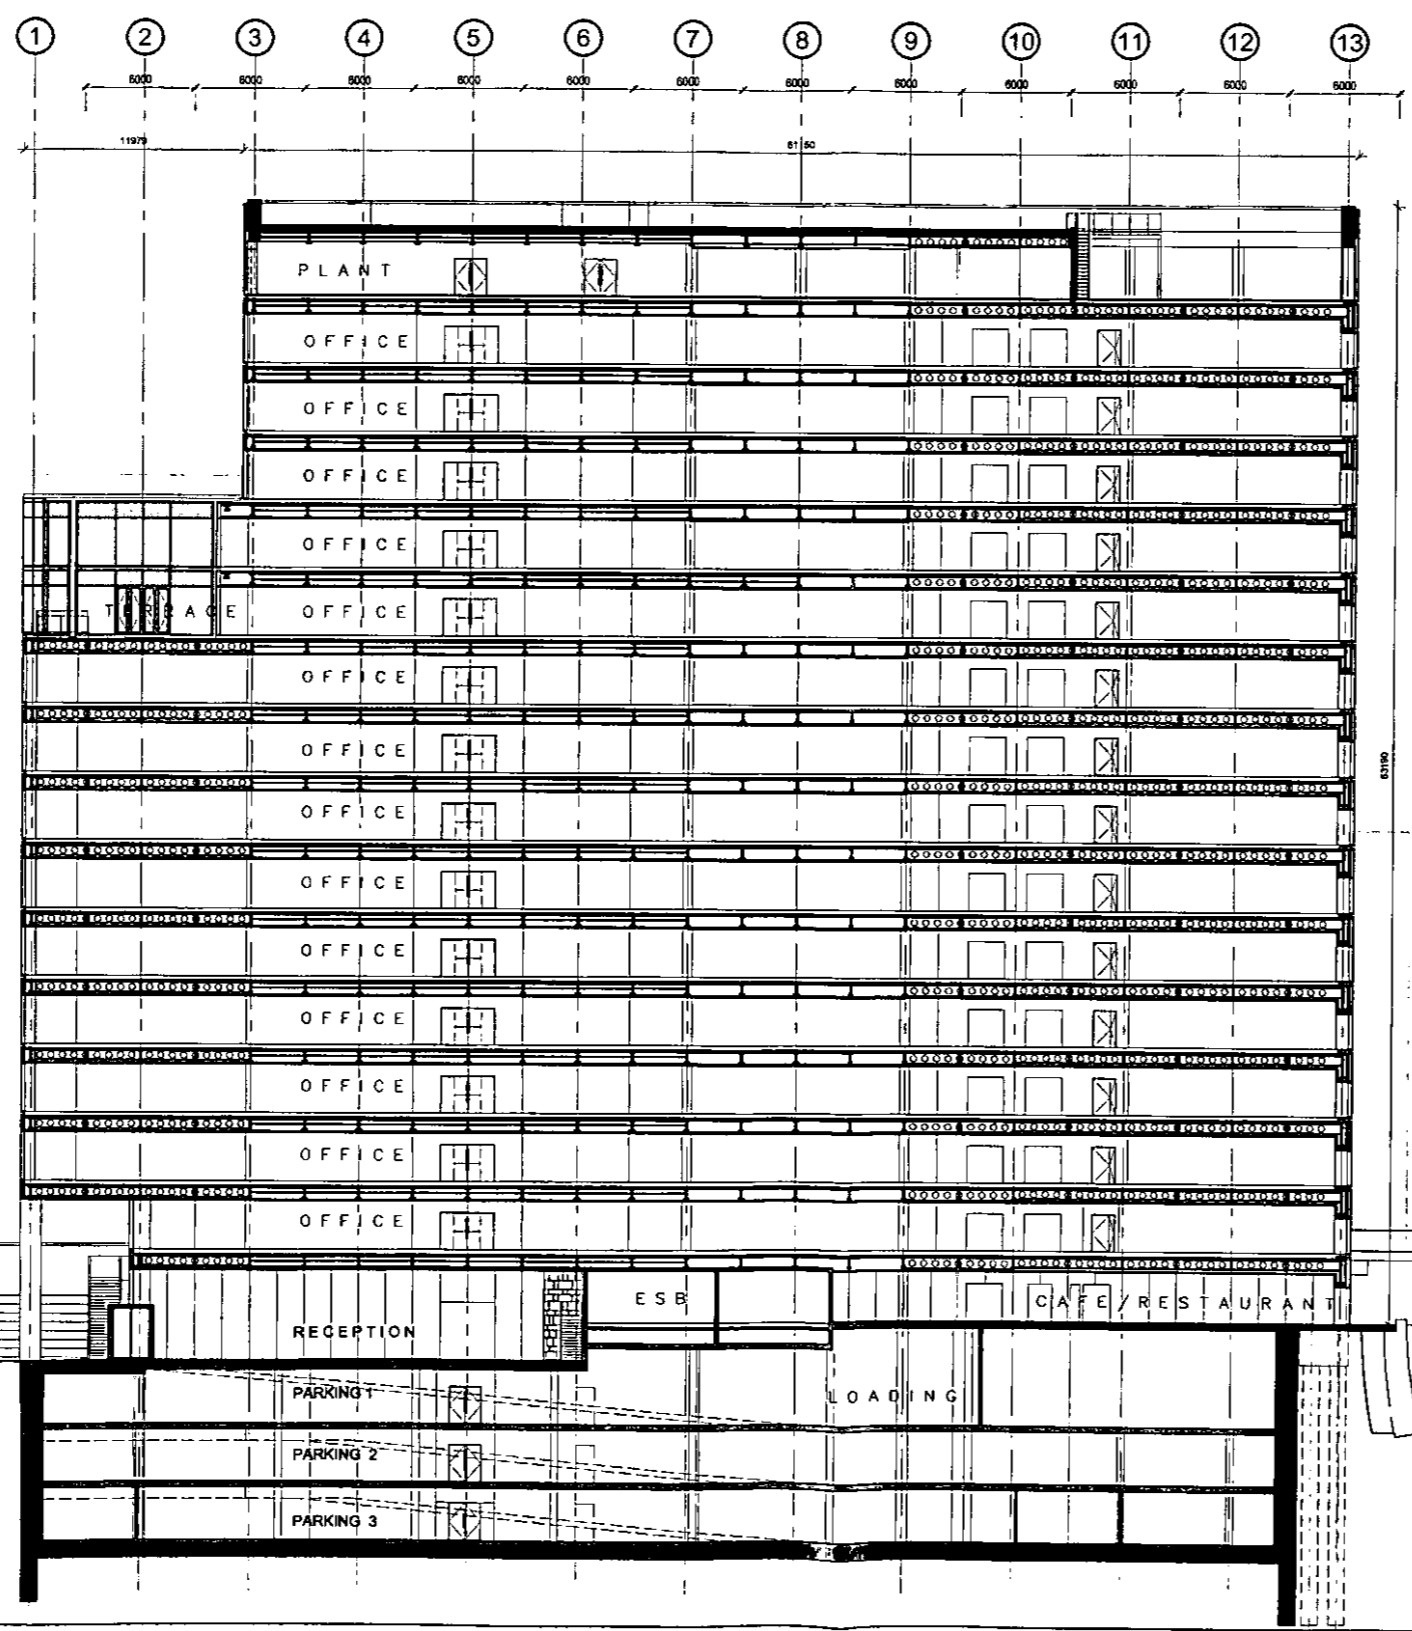 1 2 3 4 5 6 7 8 9 10 11 12 13
6000 6000 6000 6000 6000 6000 6000 6000 6000 6000 6000 6000
11979 61150
PLANT
OFFICE
OFFICE
OFFICE
OFFICE
TERRACE OFFICE
OFFICE
OFFICE
63190
OFFICE
OFFICE
OFFICE
OFFICE
OFFICE
OFFICE
OFFICE
ESB CAFE/RESTAURANT
RECEPTION
PARKING 1 LOADING
PARKING 2
PARKING 3